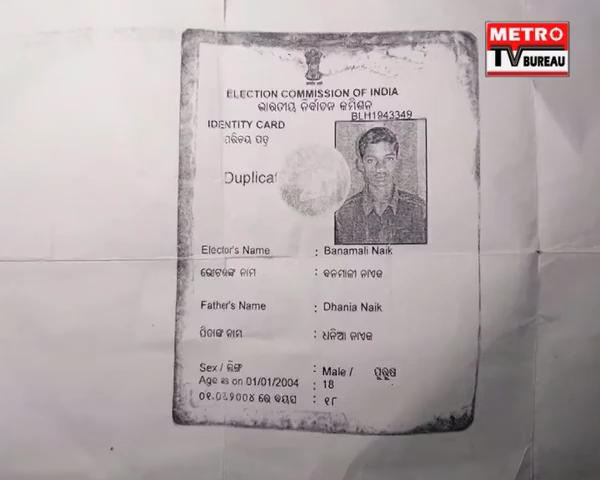 METRO
TV BUREAU
ELECTION COMMISSION OF INDIA
ଭାରତୀୟ ନିର୍ବାଚନ କମିଶନ
BLH1943349
IDENTITY CARD
ପରିଚୟ ପତ୍ର
Duplicat
Elector's Name : Banamali Naik
ଭୋଟରଙ୍କ ନାମ : ବନମାଳୀ ନାଏକ
Father's Name : Dhania Naik
ପିତାଙ୍କ ନାମ : ଧନିଆ ନାଏକ
Sex / ଲିଙ୍ଗ : Male / ପୁରୁଷ
Age as on 01/01/2004 : 18
୦୧.୦୧.୨୦୦୪ ରେ ବୟସ : ୧୮